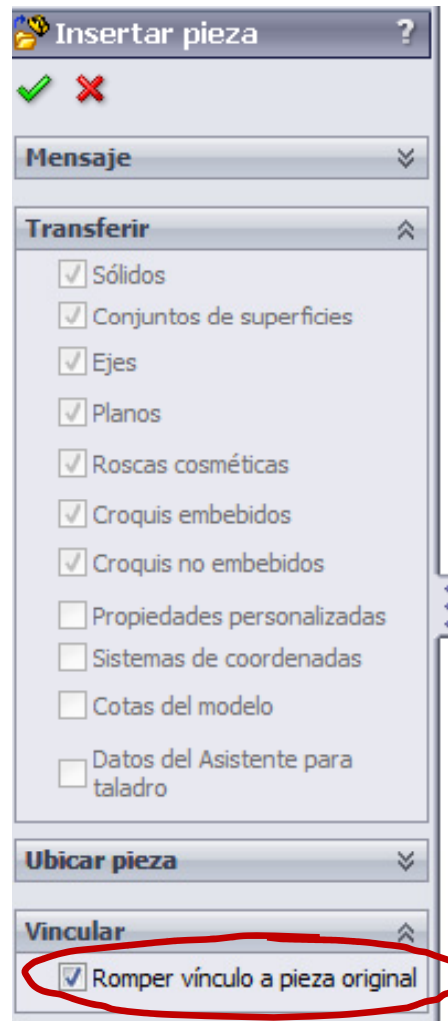 Insertar pieza ?
Mensaje
Transferir
Sólidos
Conjuntos de superficies
Ejes
Planos
Roscas cosméticas
Croquis embebidos
Croquis no embebidos
Propiedades personalizadas
Sistemas de coordenadas
Cotas del modelo
Datos del Asistente para
taladro
Ubicar pieza
Vincular
Romper vínculo a pieza original